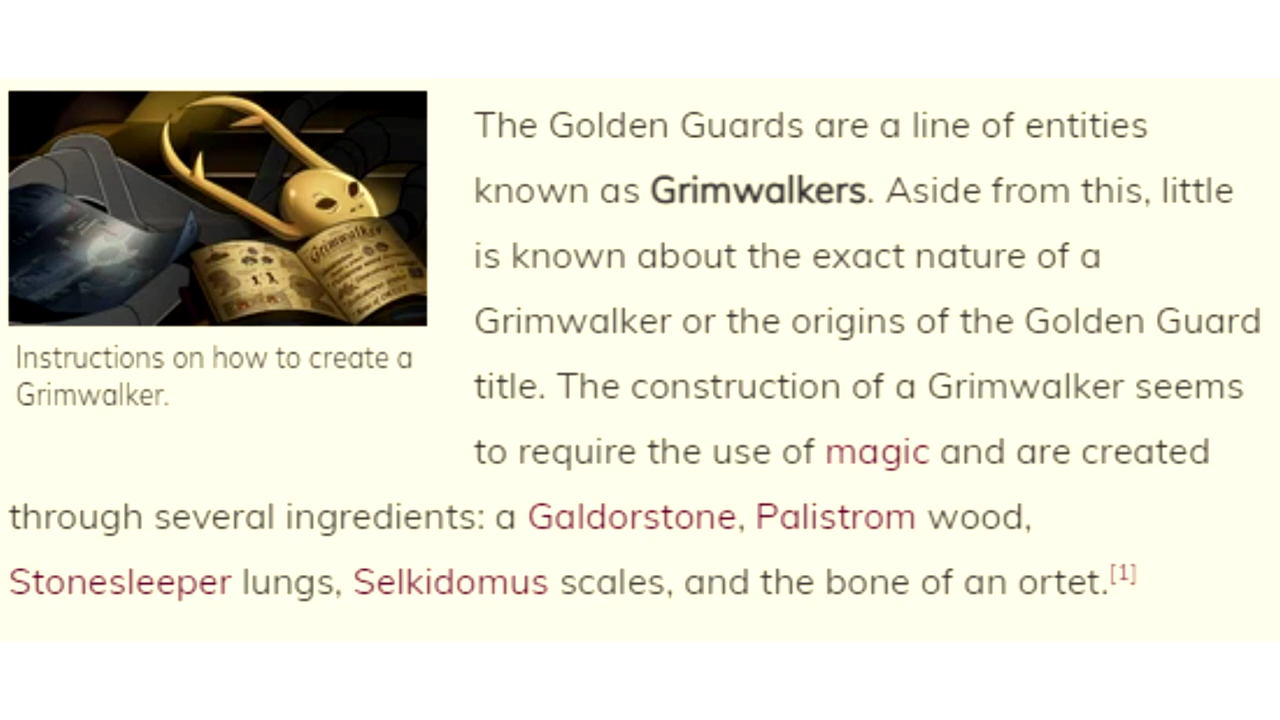 The Golden Guards are a line of entities
known as Grimwalkers. Aside from this, little
is known about the exact nature of a
Grimwalker or the origins of the Golden Guard
title. The construction of a Grimwalker seems
to require the use of magic and are created
through several ingredients: a Galdorstone, Palistrom wood,
Stonesleeper lungs, Selkidomus scales, and the bone of an ortet.[1]
Grimwalker
Instructions on how to create a
Grimwalker.